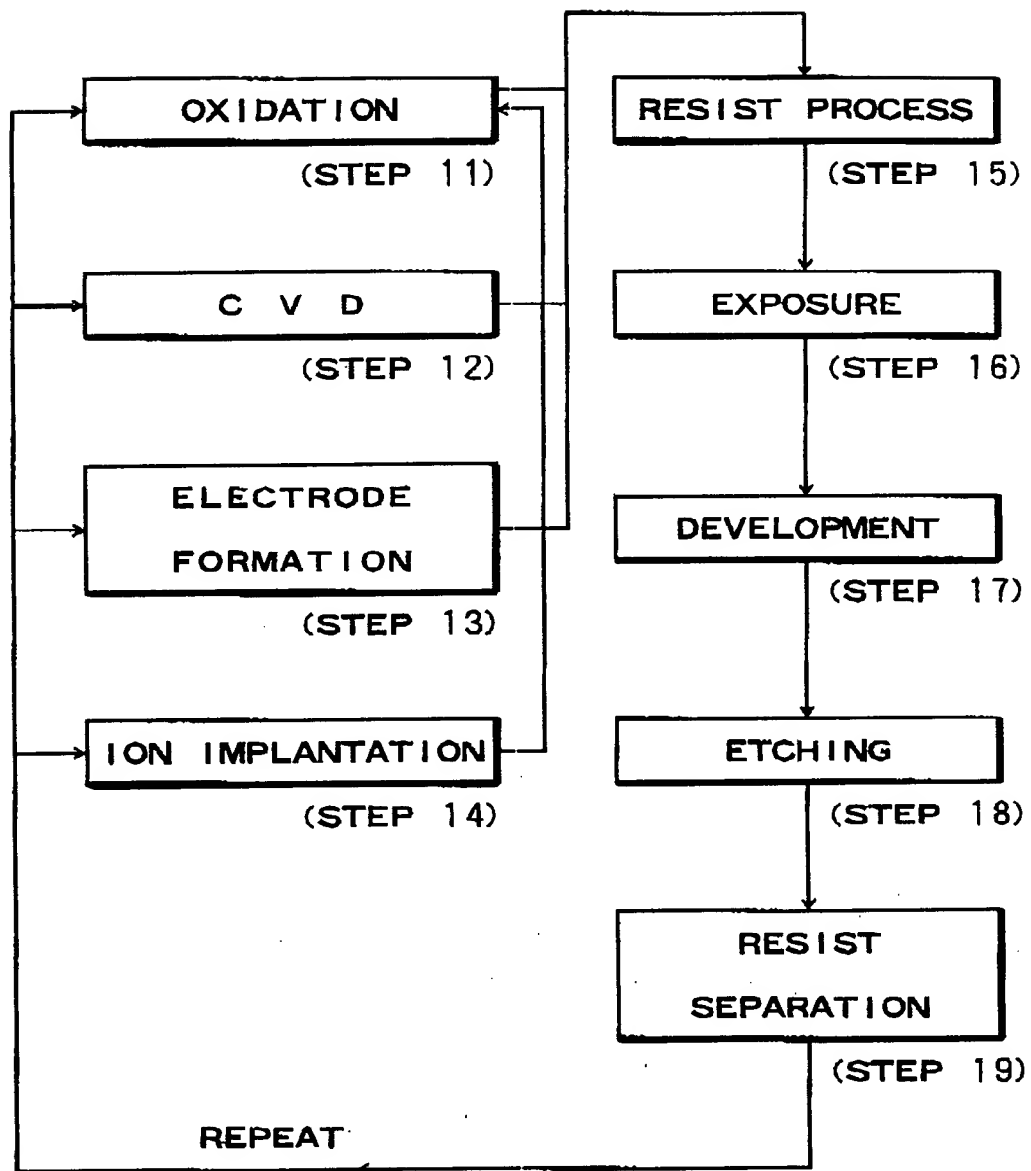 OXIDATION
(STEP 11)
C V D
(STEP 12)
ELECTRODE
FORMATION
(STEP 13)
ION IMPLANTATION
(STEP 14)
RESIST PROCESS
(STEP 15)
EXPOSURE
(STEP 16)
DEVELOPMENT
(STEP 17)
ETCHING
(STEP 18)
RESIST
SEPARATION
(STEP 19)
REPEAT